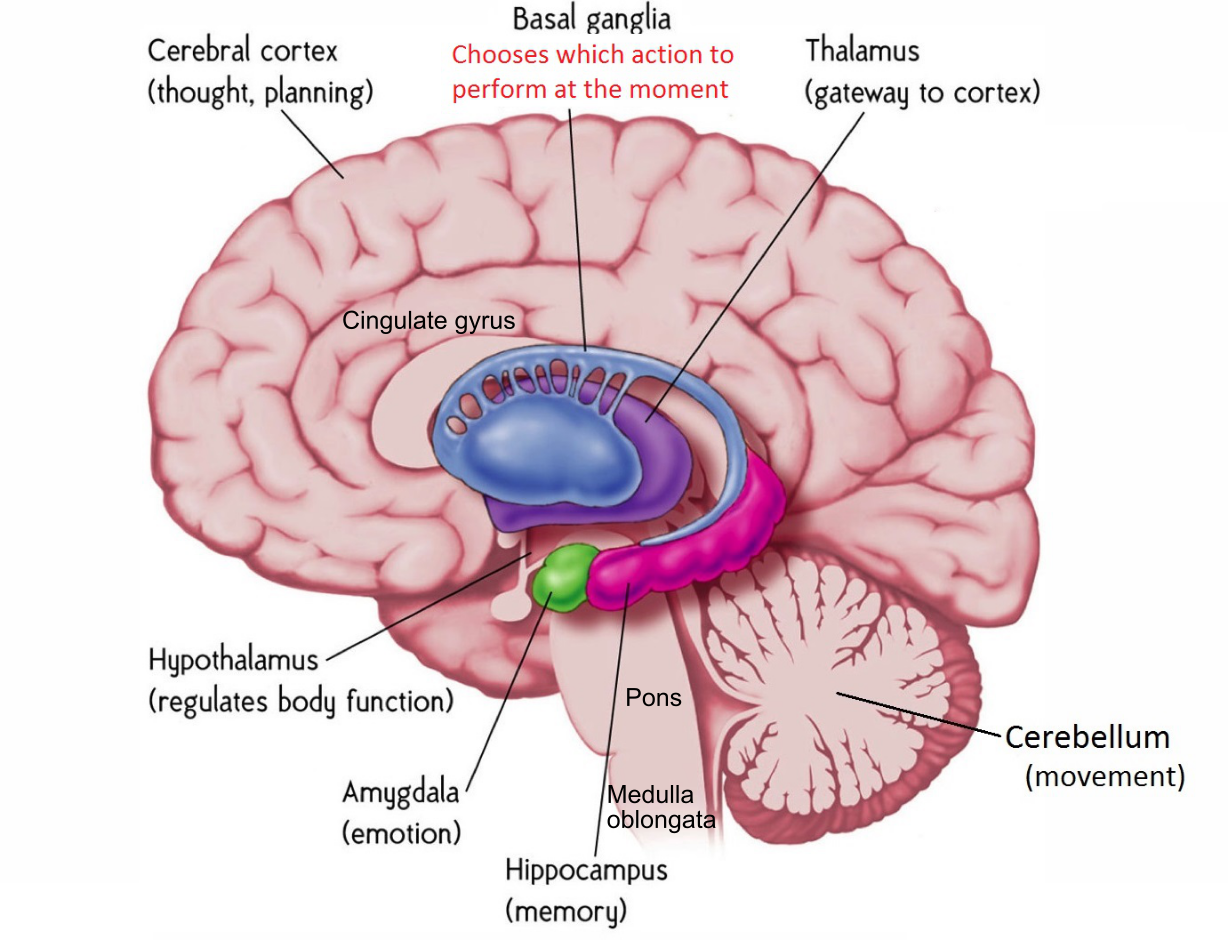 Basal ganglia
Chooses which action to
perform at the moment
Cerebral cortex
(thought, planning)
Thalamus
(gateway to cortex)
Cingulate gyrus
Hypothalamus
(regulates body function)
Pons
Cerebellum
(movement)
Amygdala
(emotion)
Medulla
oblongata
Hippocampus
(memory)